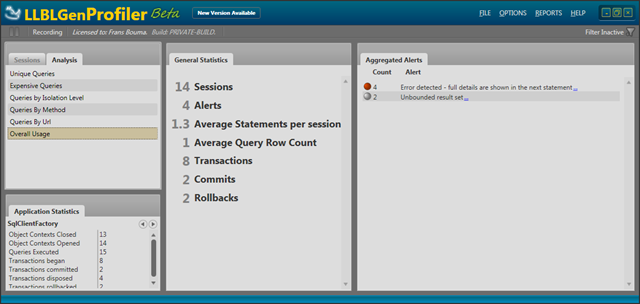 LLBLGenProfiler Beta
New Version Available
FILE OPTIONS REPORTS HELP
Recording Licensed to: Frans Bouma. Build: PRIVATE-BUILD.
Filter Inactive
Sessions Analysis
Unique Queries
Expensive Queries
Queries by Isolation Level
Queries By Method
Queries By Url
Overall Usage
Application Statistics
SqlClientFactory
Object Contexts Closed 13
Object Contexts Opened 14
Queries Executed 15
Transactions began 8
Transactions committed 2
Transactions disposed 4
Transactions rollbacked 2
General Statistics
14 Sessions
4 Alerts
1.3 Average Statements per session
1 Average Query Row Count
8 Transactions
2 Commits
2 Rollbacks
Aggregated Alerts
Count Alert
4 Error detected - full details are shown in the next statement ...
2 Unbounded result set ...